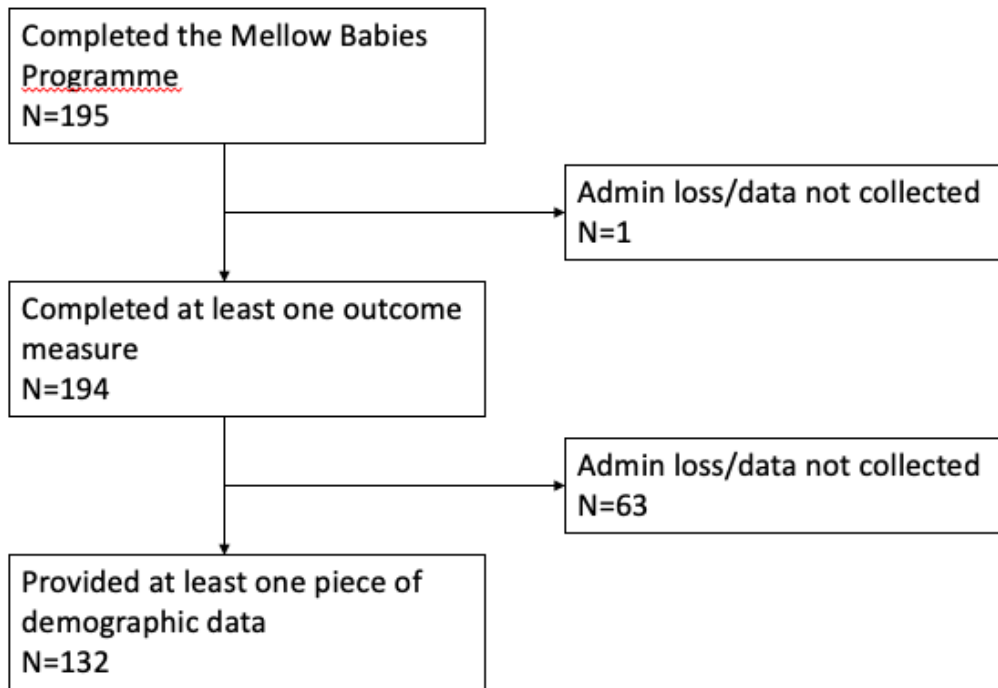 Completed the Mellow Babies
Programme
N=195
Admin loss/data not collected
N=1
Completed at least one outcome
measure
N=194
Admin loss/data not collected
N=63
Provided at least one piece of
demographic data
N=132